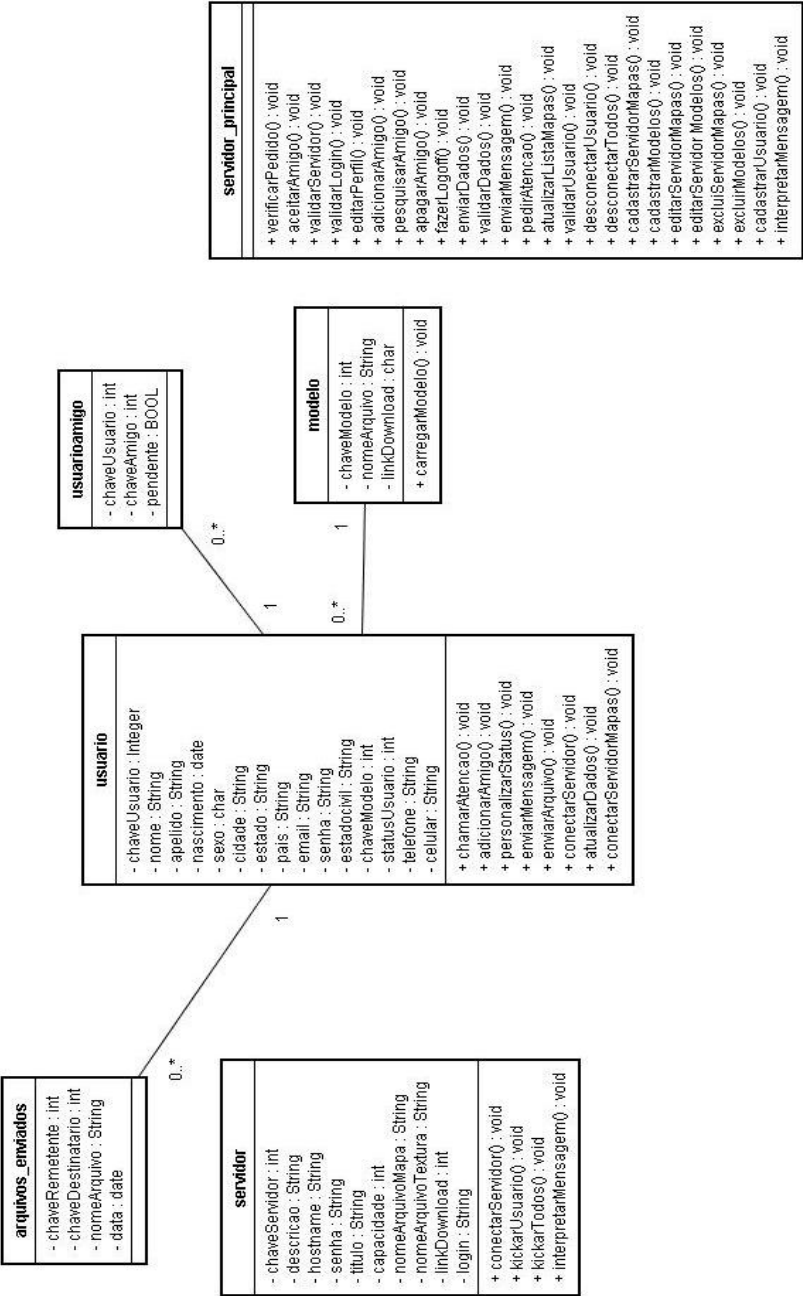 arquivos_enviados
- chaveRemetente : int
- chaveDestinatario : int
- nomeArquivo : String
- data : date
0..*
1
servidor
- chaveServidor : int
- descricao : String
- hostname : String
- senha : String
- titulo : String
- capacidade : int
- nomeArquivoMapa : String
- nomeArquivoTextura : String
- linkDownload : int
- login : String
+ conectarServidor() : void
+ kickarUsuario() : void
+ kickarTodos() : void
+ interpretarMensagem() : void
usuario
- chaveUsuario : Integer
- nome : String
- apelido : String
- nascimento : date
- sexo : char
- cidade : String
- estado : String
- pais : String
- email : String
- senha : String
- estadocivil : String
- chaveModelo : int
- statusUsuario : int
- telefone : String
- celular : String
+ chamarAtencao() : void
+ adicionarAmigo() : void
+ personalizarStatus() : void
+ enviarMensagem() : void
+ enviarArquivo() : void
+ conectarServidor() : void
+ atualizarDados() : void
+ conectarServidorMapas() : void
1
0..*
usuarioamigo
- chaveUsuario : int
- chaveAmigo : int
- pendente : BOOL
0..*
1
modelo
- chaveModelo : int
- nomeArquivo : String
- linkDownload : char
+ carregarModelo() : void
servidor_principal
+ verificarPedido() : void
+ aceitarAmigo() : void
+ validarServidor() : void
+ validarLogin() : void
+ editarPerfil() : void
+ adicionarAmigo() : void
+ pesquisarAmigo() : void
+ apagarAmigo() : void
+ fazerLogoff() : void
+ enviarDados() : void
+ validarDados() : void
+ enviarMensagem() : void
+ pedirAtencao() : void
+ atualizarListaMapas() : void
+ validarUsuario() : void
+ desconectarUsuario() : void
+ desconectarTodos() : void
+ cadastrarServidorMapas() : void
+ cadastrarModelos() : void
+ editarServidorMapas() : void
+ editarServidor Modelos() : void
+ excluiServidorMapas() : void
+ excluirModelos() : void
+ cadastrarUsuario() : void
+ interpretarMensagem() : void